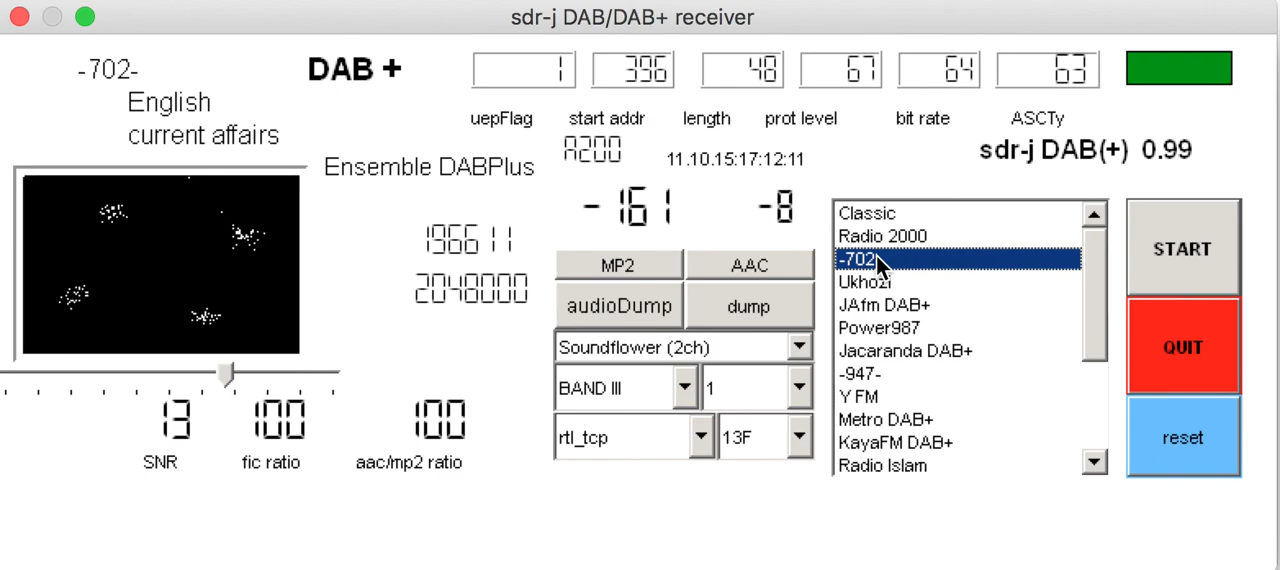 sdr-j DAB/DAB+ receiver
-702-
DAB +
1
396
48
67
64
63
English
current affairs
uepFlag
start addr
length
prot level
bit rate
ASCTy
Ensemble DABPlus
A200
11.10.15:17:12:11
sdr-j DAB(+) 0.99
-161
-8
196611
2048000
MP2
AAC
audioDump
dump
Soundflower (2ch)
BAND III
1
rtl_tcp
13F
Classic
Radio 2000
-702
Ukhozi
JAfm DAB+
Power987
Jacaranda DAB+
-947-
Y FM
Metro DAB+
KayaFM DAB+
Radio Islam
START
QUIT
reset
13
100
100
SNR
fic ratio
aac/mp2 ratio